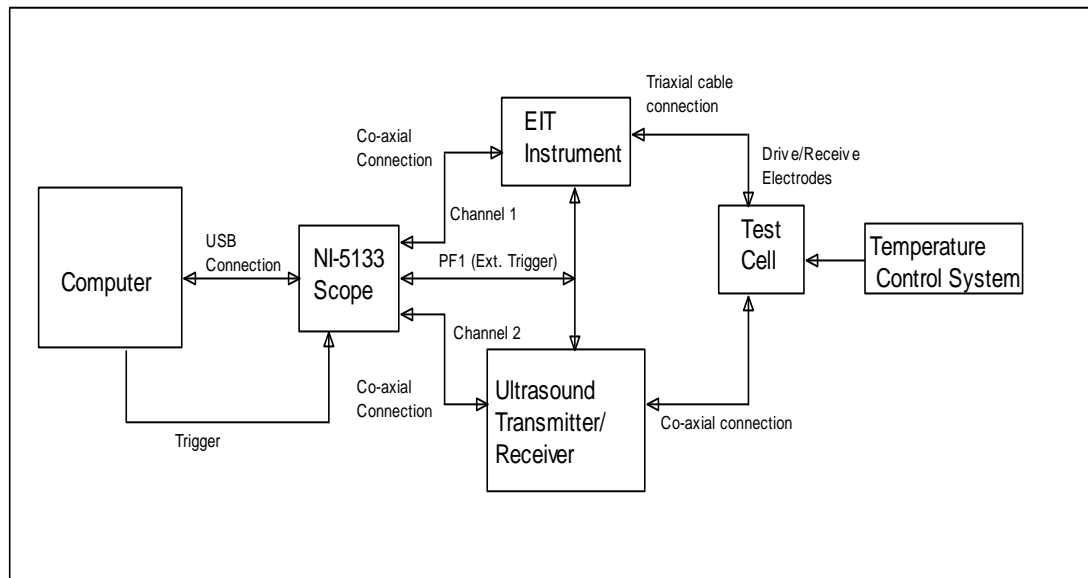 Triaxial cable
connection
EIT
Instrument
Co-axial
Connection
Drive/Receive
Electrodes
Channel 1
Test
Cell
Temperature
Control System
USB
Connection
NI-5133
Scope
PF1 (Ext. Trigger)
Computer
Channel 2
Co-axial
Connection
Ultrasound
Transmitter/
Receiver
Co-axial connection
Trigger